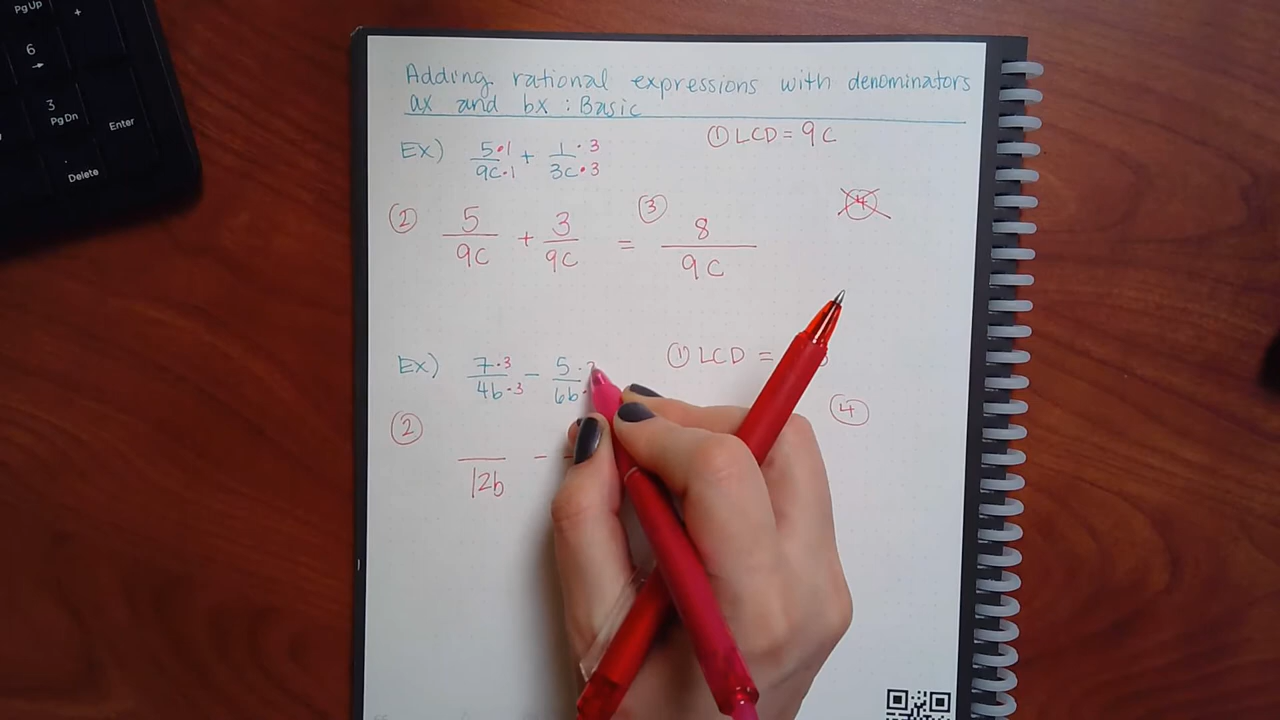 PgUp
+
6
→
3
PgDn
Enter
Delete
Adding rational expressions with denominators
ax and bx : Basic
Ex) 5·1/9c·1 + 1·3/3c·3
① LCD = 9c
② 5/9c + 3/9c = ③ 8/9c
④
Ex) 7·3/4b·3 − 5·/6b·
① LCD =
② /12b −
④